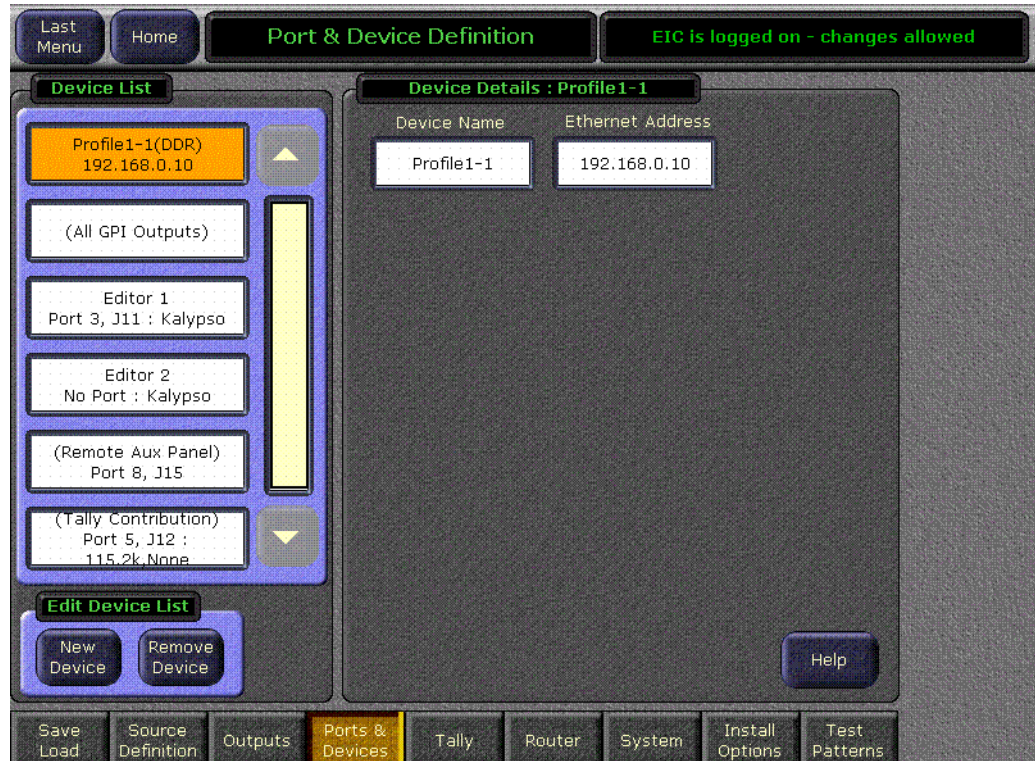 Last
Menu
Home
Port & Device Definition
EIC is logged on - changes allowed
Device List
Profile1-1(DDR)
192.168.0.10
(All GPI Outputs)
Editor 1
Port 3, J11 : Kalypso
Editor 2
No Port : Kalypso
(Remote Aux Panel)
Port 8, J15
(Tally Contribution)
Port 5, J12 :
115.2k,None
Edit Device List
New
Device
Remove
Device
Device Details : Profile1-1
Device Name
Ethernet Address
Profile1-1
192.168.0.10
Help
Save
Load
Source
Definition
Outputs
Ports &
Devices
Tally
Router
System
Install
Options
Test
Patterns